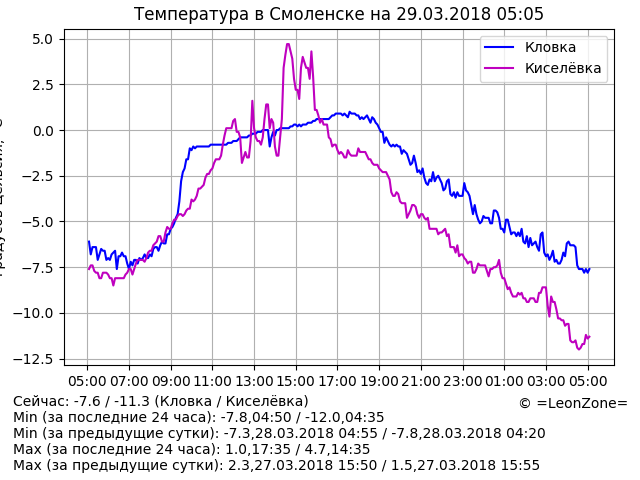 Температура в Смоленске на 29.03.2018 05:05
Кловка
Киселёвка
5.0
2.5
0.0
−2.5
−5.0
−7.5
−10.0
−12.5
05:00 07:00 09:00 11:00 13:00 15:00 17:00 19:00 21:00 23:00 01:00 03:00 05:00
Сейчас: -7.6 / -11.3 (Кловка / Киселёвка)
© =LeonZone=
Min (за последние 24 часа): -7.8,04:50 / -12.0,04:35
Min (за предыдущие сутки): -7.3,28.03.2018 04:55 / -7.8,28.03.2018 04:20
Max (за последние 24 часа): 1.0,17:35 / 4.7,14:35
Max (за предыдущие сутки): 2.3,27.03.2018 15:50 / 1.5,27.03.2018 15:55